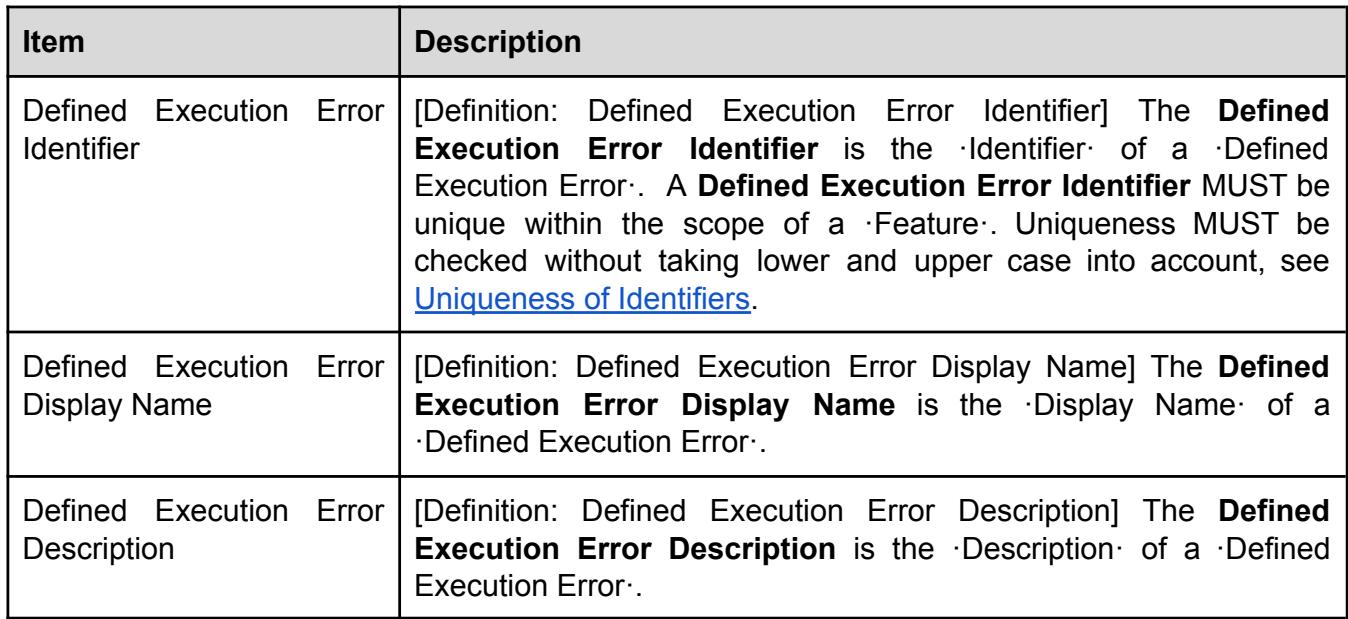 Item
Description
Defined Execution Error
Identifier
[Definition: Defined Execution Error Identifier] The Defined
Execution Error Identifier is the ·Identifier· of a ·Defined
Execution Error·. A Defined Execution Error Identifier MUST be
unique within the scope of a ·Feature·. Uniqueness MUST be
checked without taking lower and upper case into account, see
Uniqueness of Identifiers.
Defined Execution Error
Display Name
[Definition: Defined Execution Error Display Name] The Defined
Execution Error Display Name is the ·Display Name· of a
·Defined Execution Error·.
Defined Execution Error
Description
[Definition: Defined Execution Error Description] The Defined
Execution Error Description is the ·Description· of a ·Defined
Execution Error·.